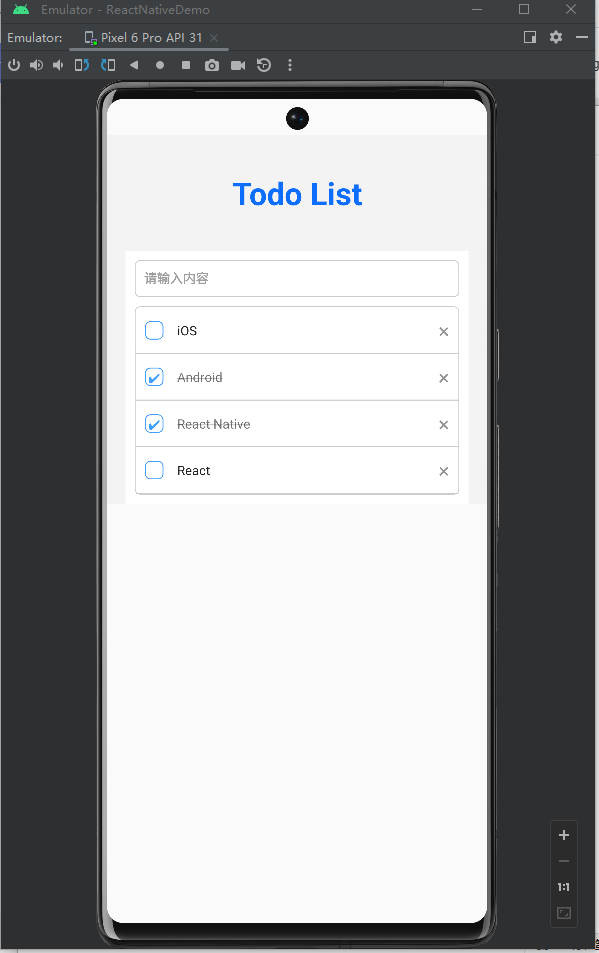 Emulator - ReactNativeDemo
Emulator: Pixel 6 Pro API 31
Todo List
请输入内容
iOS
Android
React Native
React
1:1